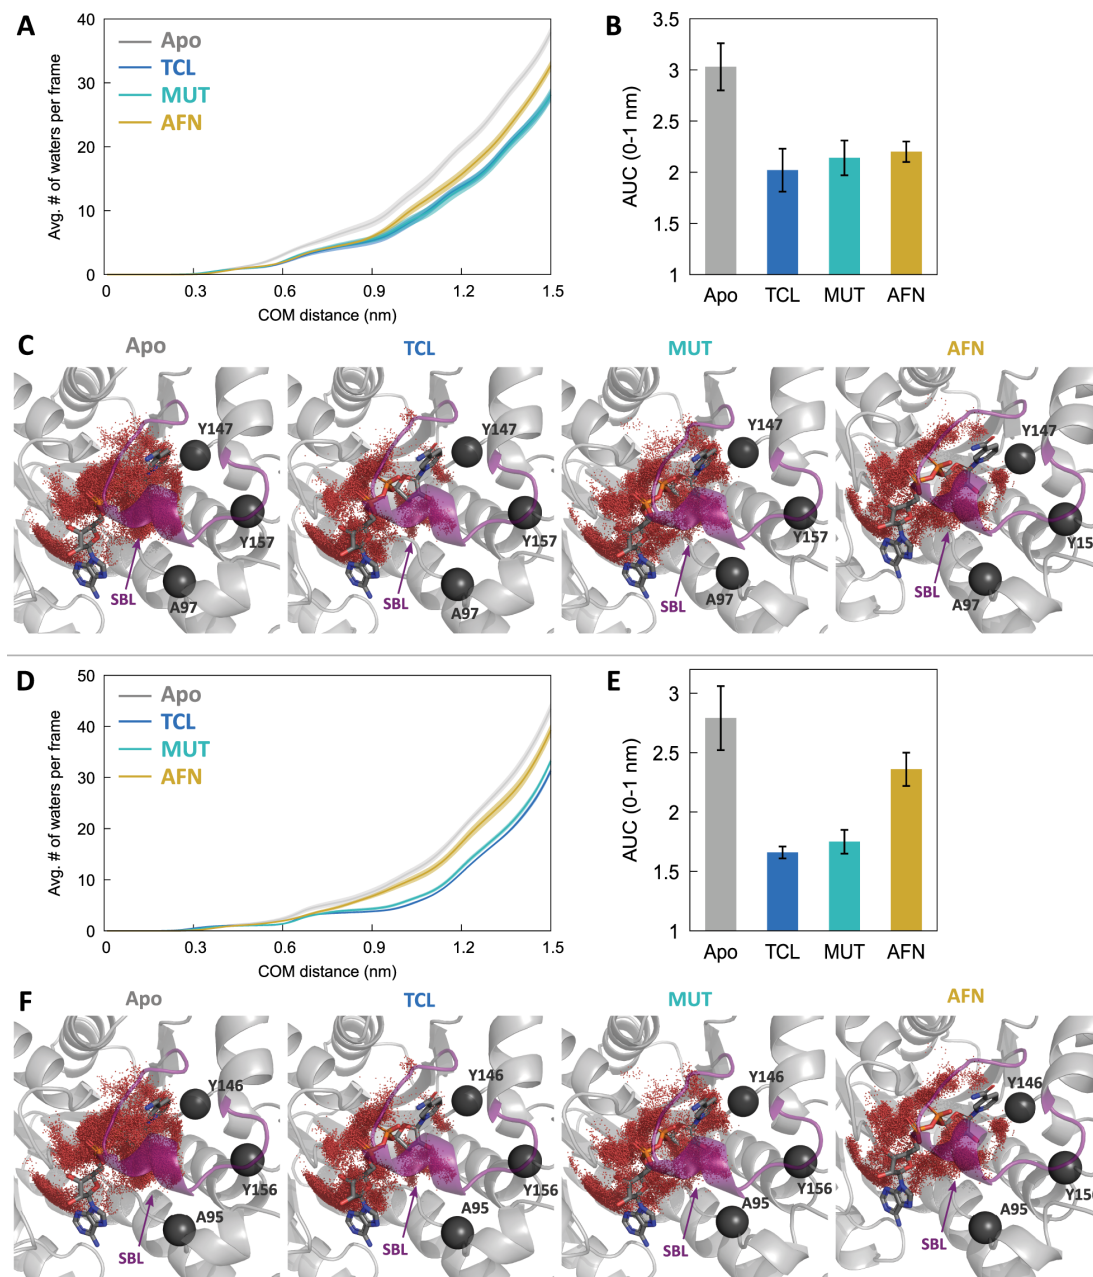 A
Avg. # of waters per frame
40
30
20
10
0
Apo
TCL
MUT
AFN
0 0.3 0.6 0.9 1.2 1.5
COM distance (nm)
B
AUC (0-1 nm)
3.5
3
2.5
2
1.5
1
Apo TCL MUT AFN
C
Apo TCL MUT AFN
Y147 Y147 Y147 Y147
Y157 Y157 Y157 Y15
A97 A97 A97 A97
SBL SBL SBL SBL
D
Avg. # of waters per frame
50
40
30
20
10
0
Apo
TCL
MUT
AFN
0 0.3 0.6 0.9 1.2 1.5
COM distance (nm)
E
AUC (0-1 nm)
3
2.5
2
1.5
1
Apo TCL MUT AFN
F
Apo TCL MUT AFN
Y146 Y146 Y146 Y146
Y156 Y156 Y156 Y156
A95 A95 A95 A95
SBL SBL SBL SBL